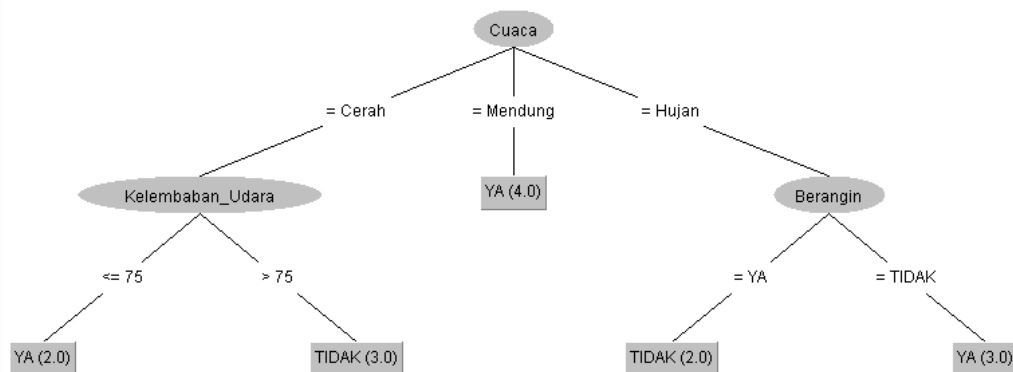 Cuaca
= Cerah
= Mendung
= Hujan
Kelembaban_Udara
YA (4.0)
Berangin
<= 75
> 75
= YA
= TIDAK
YA (2.0)
TIDAK (3.0)
TIDAK (2.0)
YA (3.0)